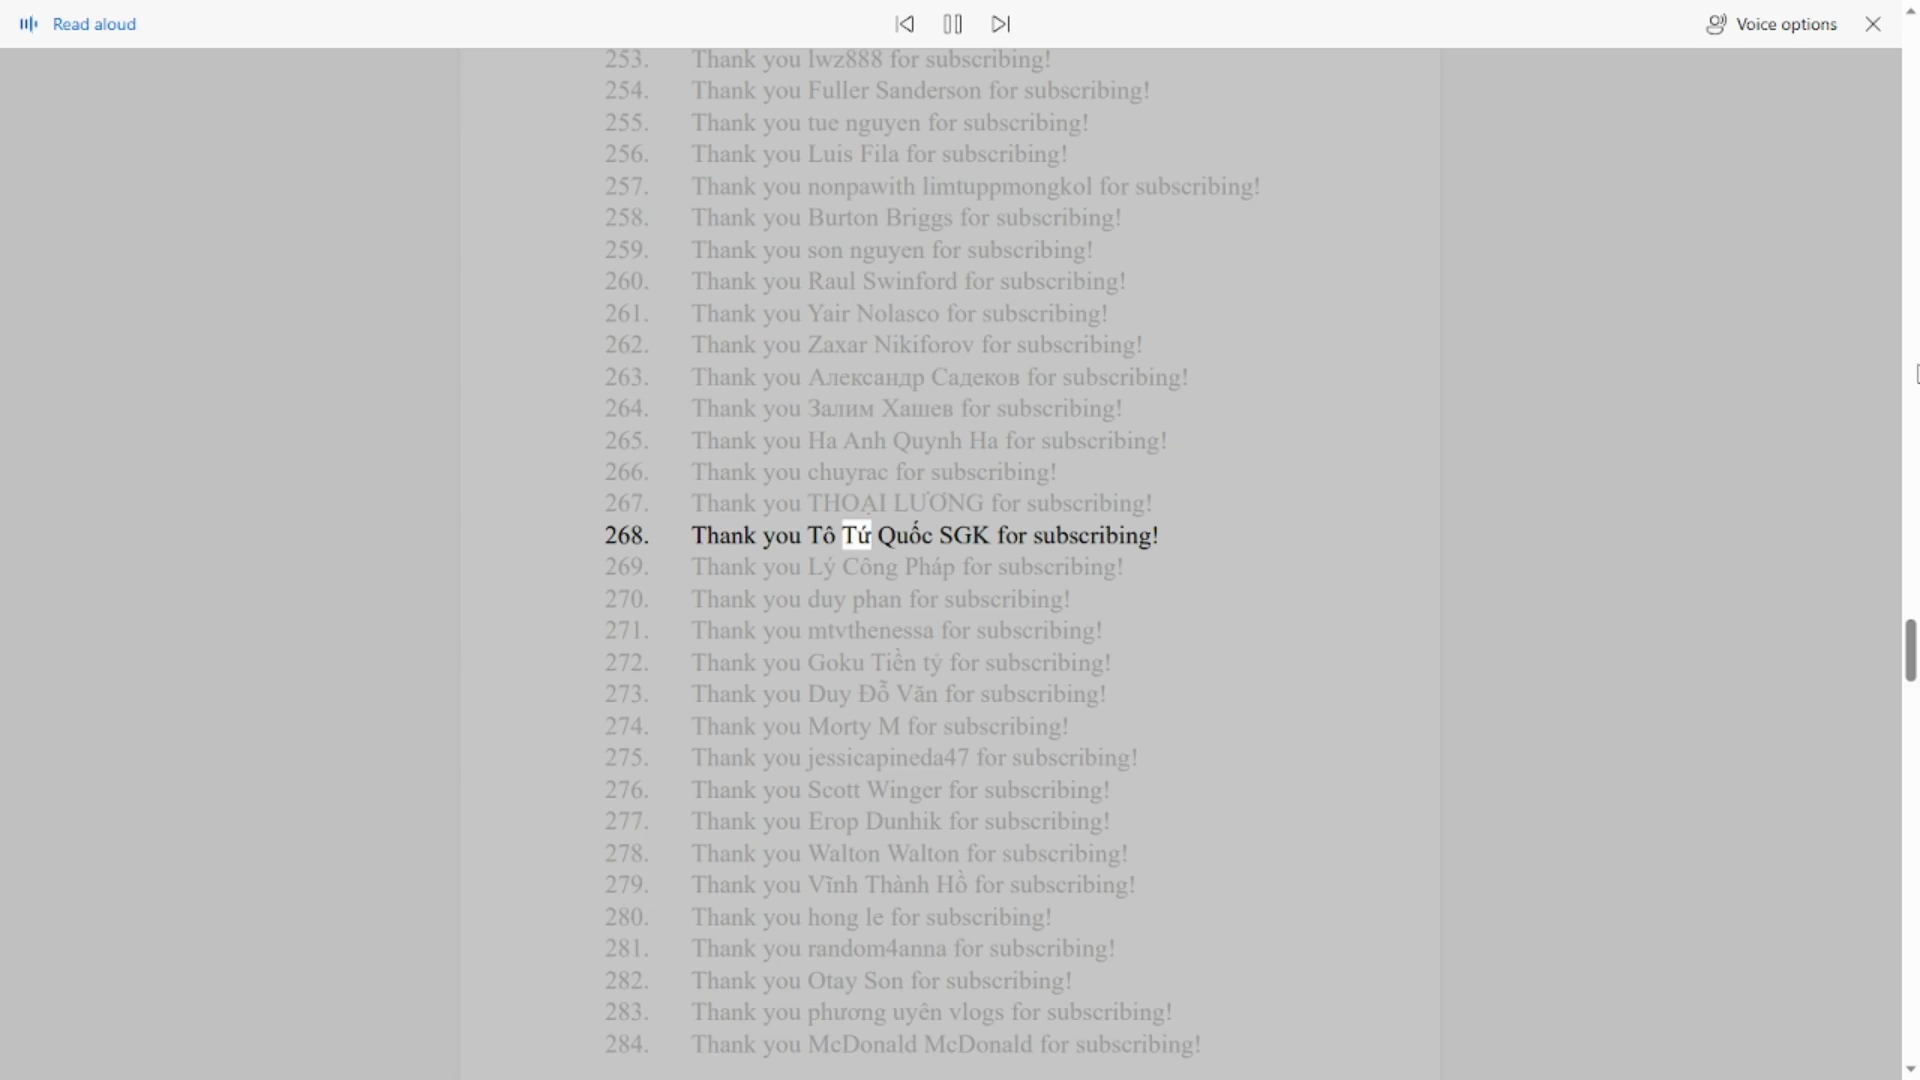 Read aloud
Voice options
253. Thank you lwz888 for subscribing!
254. Thank you Fuller Sanderson for subscribing!
255. Thank you tue nguyen for subscribing!
256. Thank you Luis Fila for subscribing!
257. Thank you nonpawith limtuppmongkol for subscribing!
258. Thank you Burton Briggs for subscribing!
259. Thank you son nguyen for subscribing!
260. Thank you Raul Swinford for subscribing!
261. Thank you Yair Nolasco for subscribing!
262. Thank you Zaxar Nikiforov for subscribing!
263. Thank you Александр Садеков for subscribing!
264. Thank you Залим Хашев for subscribing!
265. Thank you Ha Anh Quynh Ha for subscribing!
266. Thank you chuyrac for subscribing!
267. Thank you THOẠI LƯƠNG for subscribing!
268. Thank you Tô Tứ Quốc SGK for subscribing!
269. Thank you Lý Công Pháp for subscribing!
270. Thank you duy phan for subscribing!
271. Thank you mtvthenessa for subscribing!
272. Thank you Goku Tiền tỷ for subscribing!
273. Thank you Duy Đỗ Văn for subscribing!
274. Thank you Morty M for subscribing!
275. Thank you jessicapineda47 for subscribing!
276. Thank you Scott Winger for subscribing!
277. Thank you Егор Dunhik for subscribing!
278. Thank you Walton Walton for subscribing!
279. Thank you Vĩnh Thành Hồ for subscribing!
280. Thank you hong le for subscribing!
281. Thank you random4anna for subscribing!
282. Thank you Otay Son for subscribing!
283. Thank you phương uyên vlogs for subscribing!
284. Thank you McDonald McDonald for subscribing!